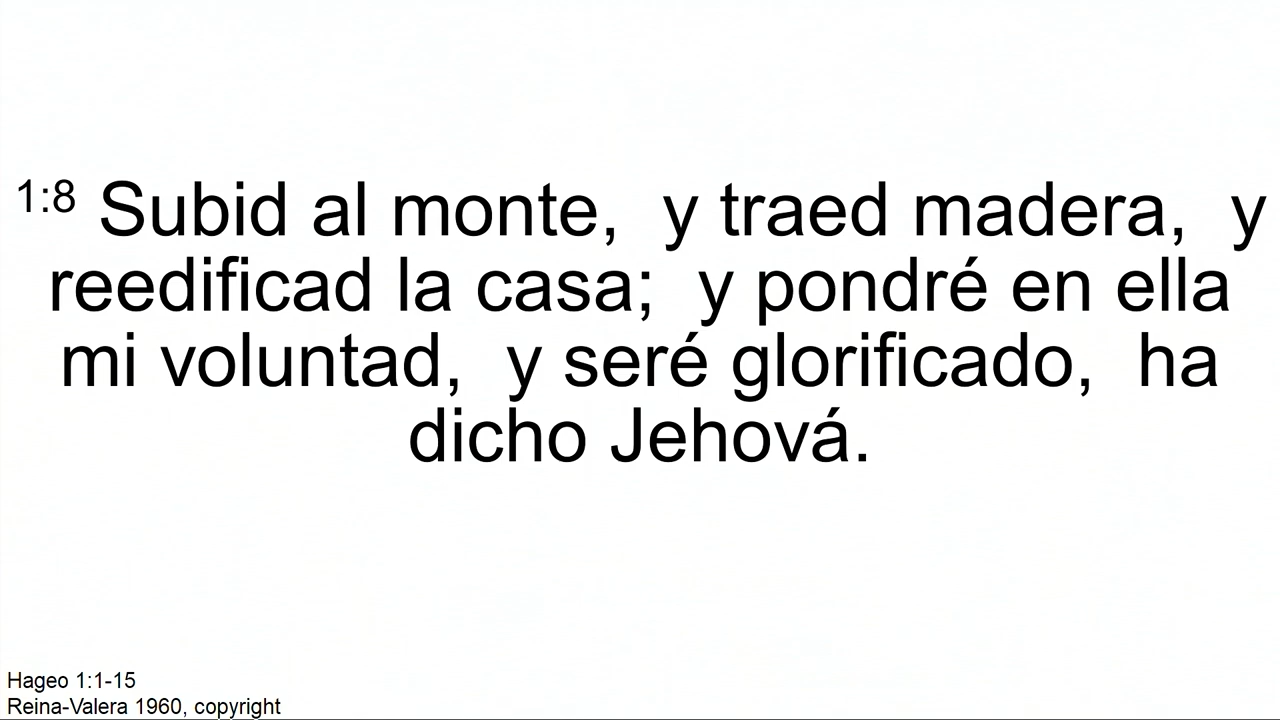 1:8 Subid al monte,  y traed madera,  y
reedificad la casa;  y pondré en ella
mi voluntad,  y seré glorificado,  ha
dicho Jehová.
Hageo 1:1-15
Reina-Valera 1960, copyright